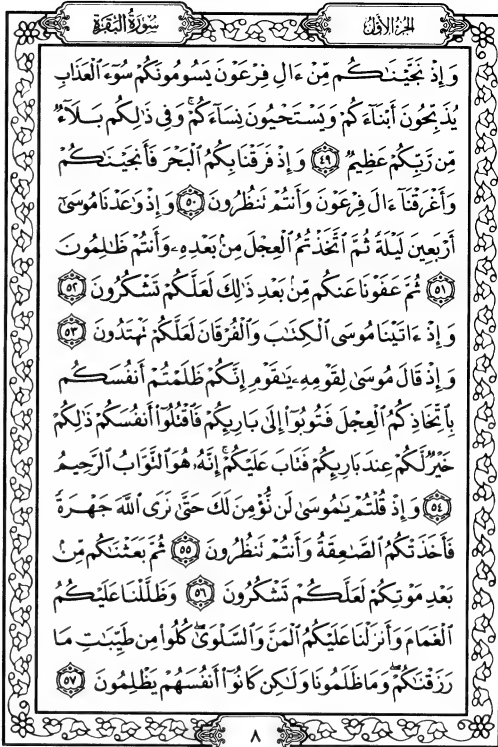 سُورَةُ البَقَرَةِ الجُزءُ الأَوَّلُ
وَإِذْ نَجَّيْنَـٰكُم مِّنْ ءَالِ فِرْعَوْنَ يَسُومُونَكُمْ سُوٓءَ ٱلْعَذَابِ
يُذَبِّحُونَ أَبْنَآءَكُمْ وَيَسْتَحْيُونَ نِسَآءَكُمْ ۚ وَفِى ذَٰلِكُم بَلَآءٌ
مِّن رَّبِّكُمْ عَظِيمٌ ٤٩ وَإِذْ فَرَقْنَا بِكُمُ ٱلْبَحْرَ فَأَنجَيْنَـٰكُمْ
وَأَغْرَقْنَآ ءَالَ فِرْعَوْنَ وَأَنتُمْ تَنظُرُونَ ٥٠ وَإِذْ وَٰعَدْنَا مُوسَىٰٓ
أَرْبَعِينَ لَيْلَةً ثُمَّ ٱتَّخَذْتُمُ ٱلْعِجْلَ مِنۢ بَعْدِهِۦ وَأَنتُمْ ظَـٰلِمُونَ
٥١ ثُمَّ عَفَوْنَا عَنكُم مِّنۢ بَعْدِ ذَٰلِكَ لَعَلَّكُمْ تَشْكُرُونَ ٥٢
وَإِذْ ءَاتَيْنَا مُوسَى ٱلْكِتَـٰبَ وَٱلْفُرْقَانَ لَعَلَّكُمْ تَهْتَدُونَ ٥٣
وَإِذْ قَالَ مُوسَىٰ لِقَوْمِهِۦ يَـٰقَوْمِ إِنَّكُمْ ظَلَمْتُمْ أَنفُسَكُم
بِٱتِّخَاذِكُمُ ٱلْعِجْلَ فَتُوبُوٓا۟ إِلَىٰ بَارِئِكُمْ فَٱقْتُلُوٓا۟ أَنفُسَكُمْ ذَٰلِكُمْ
خَيْرٌ لَّكُمْ عِندَ بَارِئِكُمْ فَتَابَ عَلَيْكُمْ ۚ إِنَّهُۥ هُوَ ٱلتَّوَّابُ ٱلرَّحِيمُ
٥٤ وَإِذْ قُلْتُمْ يَـٰمُوسَىٰ لَن نُّؤْمِنَ لَكَ حَتَّىٰ نَرَى ٱللَّهَ جَهْرَةً
فَأَخَذَتْكُمُ ٱلصَّـٰعِقَةُ وَأَنتُمْ تَنظُرُونَ ٥٥ ثُمَّ بَعَثْنَـٰكُم مِّنۢ
بَعْدِ مَوْتِكُمْ لَعَلَّكُمْ تَشْكُرُونَ ٥٦ وَظَلَّلْنَا عَلَيْكُمُ
ٱلْغَمَامَ وَأَنزَلْنَا عَلَيْكُمُ ٱلْمَنَّ وَٱلسَّلْوَىٰ ۖ كُلُوا۟ مِن طَيِّبَـٰتِ مَا
رَزَقْنَـٰكُمْ ۖ وَمَا ظَلَمُونَا وَلَـٰكِن كَانُوٓا۟ أَنفُسَهُمْ يَظْلِمُونَ ٥٧
٨